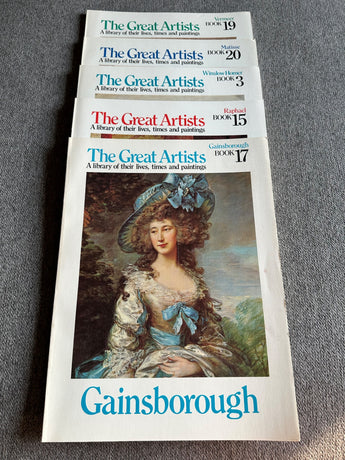 Vermeer
The Great Artists BOOK 19
A library of their lives, times and paintings
Matisse
The Great Artists BOOK 20
A library of their lives, times and paintings
Winslow Homer
The Great Artists BOOK 3
A library of their lives, times and paintings
Raphael
The Great Artists BOOK 15
A library of their lives, times and paintings
Gainsborough
The Great Artists BOOK 17
A library of their lives, times and paintings
Gainsborough